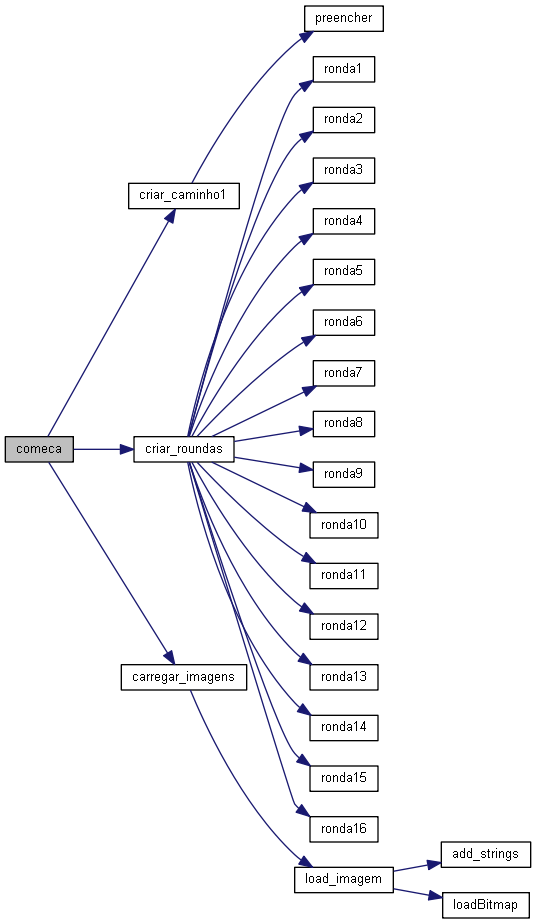 preencher
ronda1
ronda2
ronda3
criar_caminho1
ronda4
ronda5
ronda6
ronda7
ronda8
comeca
criar_roundas
ronda9
ronda10
ronda11
ronda12
ronda13
carregar_imagens
ronda14
ronda15
ronda16
add_strings
load_imagem
loadBitmap